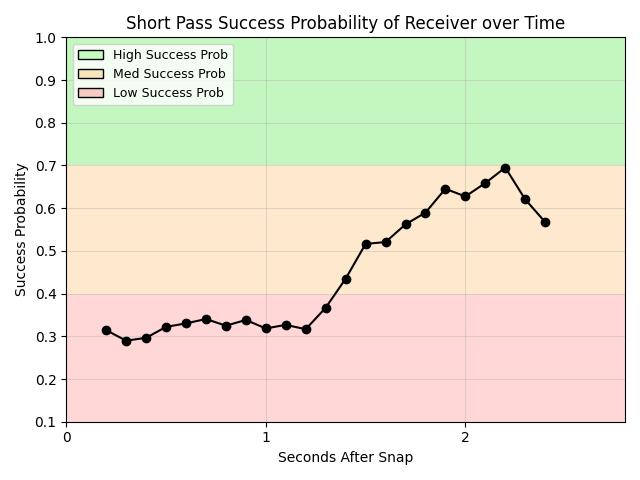 Short Pass Success Probability of Receiver over Time
1.0
High Success Prob
Med Success Prob
Low Success Prob
0.9
0.8
0.7
0.6
0.5
0.4
0.3
0.2
0.1
Success Probability
0 1 2
Seconds After Snap